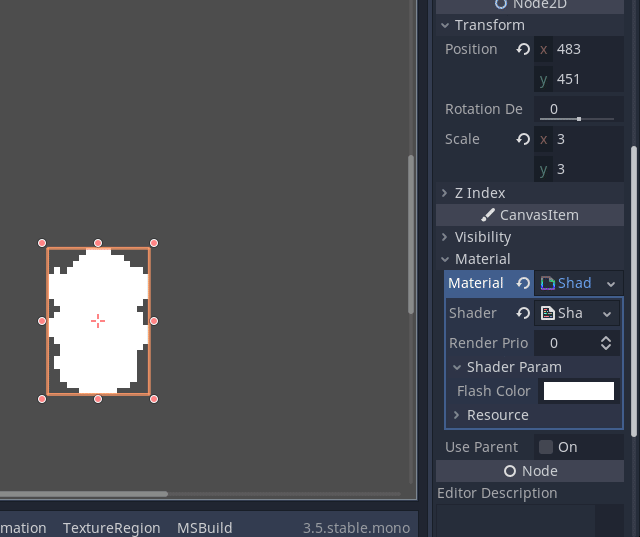 Node2D
Transform
Position x 483
y 451
Rotation De 0
Scale x 3
y 3
Z Index
CanvasItem
Visibility
Material
Material Shad
Shader Sha
Render Prio 0
Shader Param
Flash Color
Resource
Use Parent On
Node
Editor Description
mation TextureRegion MSBuild 3.5.stable.mono